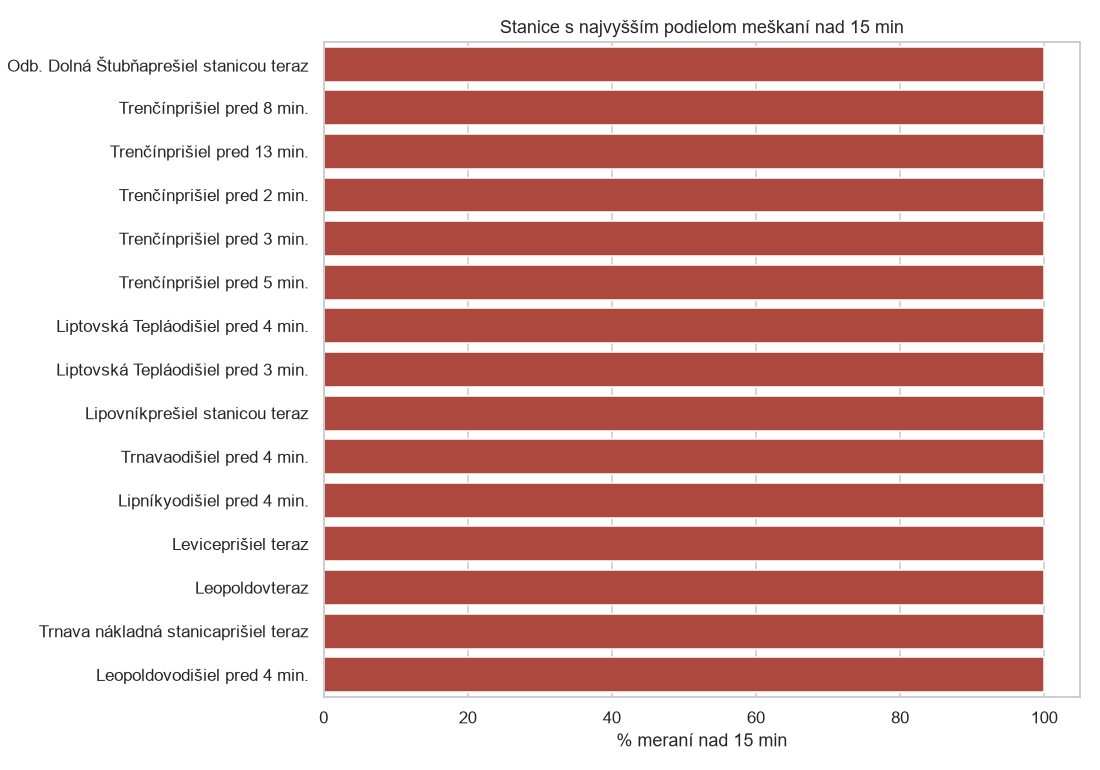 Stanice s najvyšším podielom meškaní nad 15 min
Odb. Dolná Štubňaprešiel stanicou teraz
Trenčínprišiel pred 8 min.
Trenčínprišiel pred 13 min.
Trenčínprišiel pred 2 min.
Trenčínprišiel pred 3 min.
Trenčínprišiel pred 5 min.
Liptovská Tepláodišiel pred 4 min.
Liptovská Tepláodišiel pred 3 min.
Lipovníkprešiel stanicou teraz
Trnavaodišiel pred 4 min.
Lipníkyodišiel pred 4 min.
Leviceprišiel teraz
Leopoldovteraz
Trnava nákladná stanicaprišiel teraz
Leopoldovodišiel pred 4 min.
0 20 40 60 80 100
% meraní nad 15 min